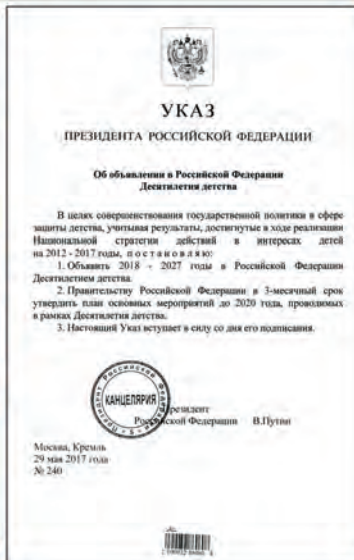 УКАЗ
ПРЕЗИДЕНТА РОССИЙСКОЙ ФЕДЕРАЦИИ
Об объявлении в Российской Федерации
Десятилетия детства
В целях совершенствования государственной политики в сфере
защиты детства, учитывая результаты, достигнутые в ходе реализации
Национальной стратегии действий в интересах детей
на 2012 - 2017 годы, п о с т а н о в л я ю:
1. Объявить 2018 - 2027 годы в Российской Федерации
Десятилетием детства.
2. Правительству Российской Федерации в 3-месячный срок
утвердить план основных мероприятий до 2020 года, проводимых
в рамках Десятилетия детства.
3. Настоящий Указ вступает в силу со дня его подписания.
КАНЦЕЛЯРИЯ
Президент
Российской Федерации В.Путин
Москва, Кремль
29 мая 2017 года
№ 240